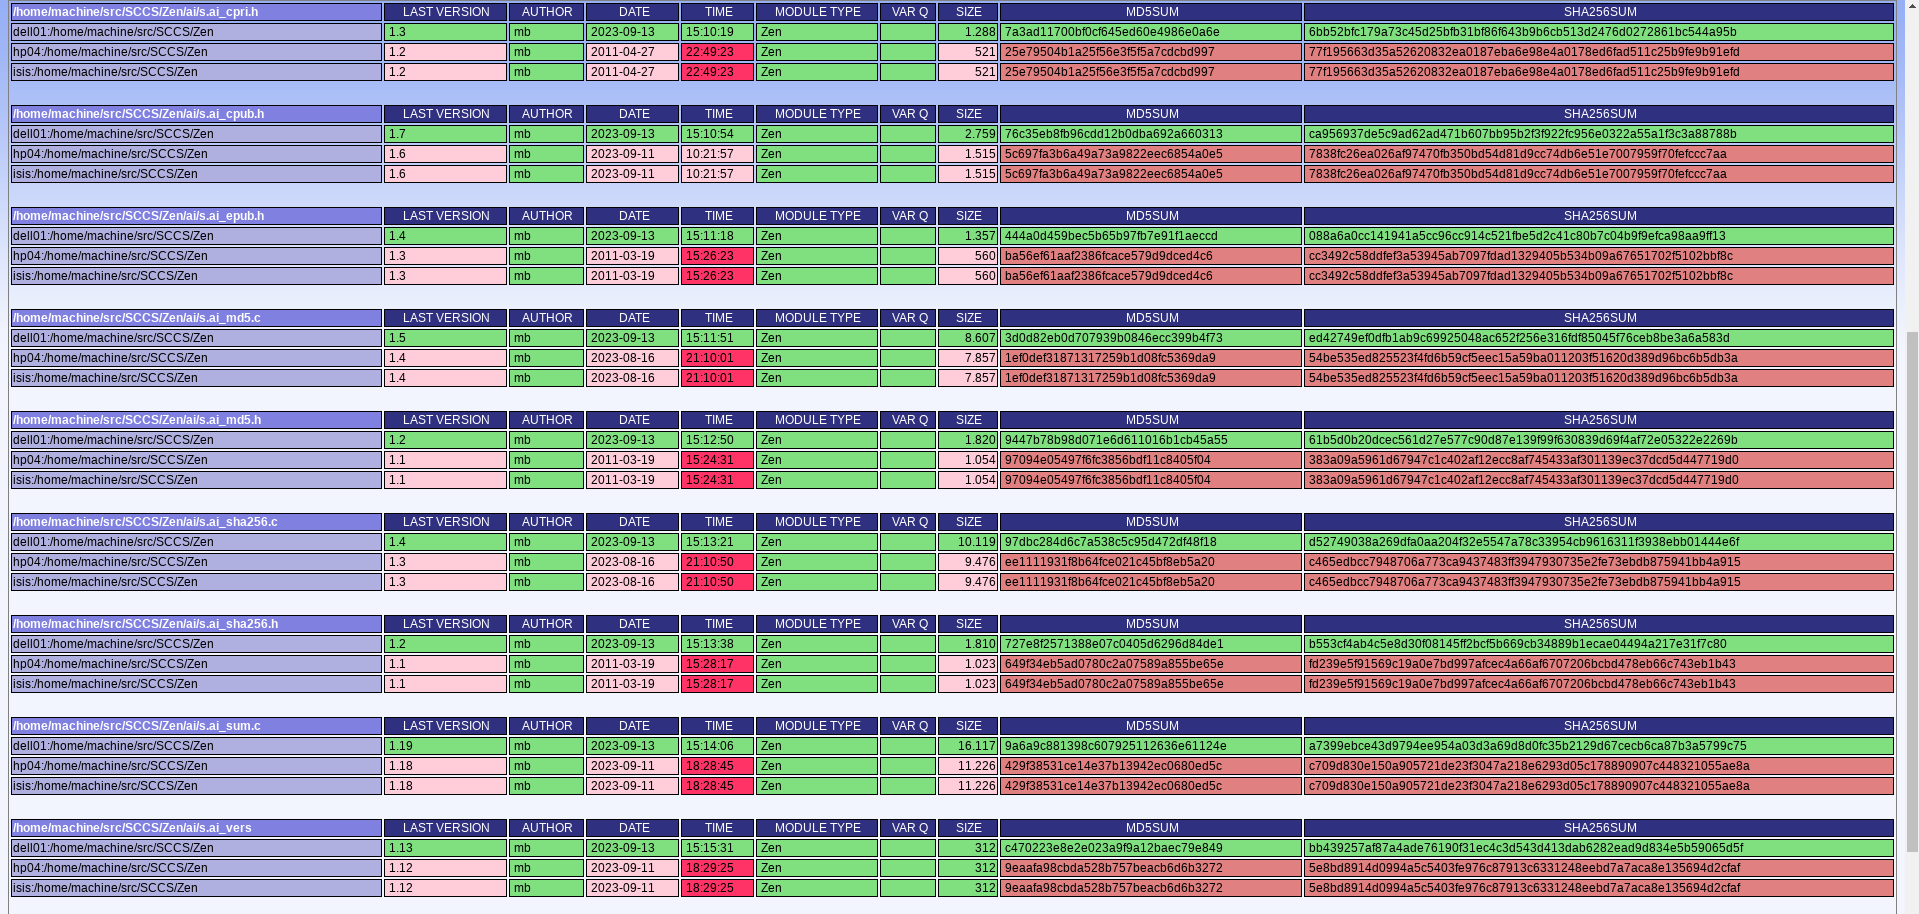 /home/machine/src/SCCS/Zen/ai/s.ai_cpri.h LAST VERSION AUTHOR DATE TIME MODULE TYPE VAR Q SIZE MD5SUM SHA256SUM
dell01:/home/machine/src/SCCS/Zen 1.3 mb 2023-09-13 15:10:19 Zen 1.288 7a3ad11700bf0cf645ed60e4986e0a6e 6bb52bfc179a73c45d25bfb31bf86f643b9b6cb513d2476d0272861bc544a95b
hp04:/home/machine/src/SCCS/Zen 1.2 mb 2011-04-27 22:49:23 Zen 521 25e79504b1a25f56e3f5f5a7cdcbd997 77f195663d35a52620832ea0187eba6e98e4a0178ed6fad511c25b9fe9b91efd
isis:/home/machine/src/SCCS/Zen 1.2 mb 2011-04-27 22:49:23 Zen 521 25e79504b1a25f56e3f5f5a7cdcbd997 77f195663d35a52620832ea0187eba6e98e4a0178ed6fad511c25b9fe9b91efd
/home/machine/src/SCCS/Zen/ai/s.ai_cpub.h LAST VERSION AUTHOR DATE TIME MODULE TYPE VAR Q SIZE MD5SUM SHA256SUM
dell01:/home/machine/src/SCCS/Zen 1.7 mb 2023-09-13 15:10:54 Zen 2.759 76c35eb8fb96cdd12b0dba692a660313 ca956937de5c9ad62ad471b607bb95b2f3f922fc956e0322a55a1f3c3a88788b
hp04:/home/machine/src/SCCS/Zen 1.6 mb 2023-09-11 10:21:57 Zen 1.515 5c697fa3b6a49a73a9822eec6854a0e5 7838fc26ea026af97470fb350bd54d81d9cc74db6e51e7007959f70fefccc7aa
isis:/home/machine/src/SCCS/Zen 1.6 mb 2023-09-11 10:21:57 Zen 1.515 5c697fa3b6a49a73a9822eec6854a0e5 7838fc26ea026af97470fb350bd54d81d9cc74db6e51e7007959f70fefccc7aa
/home/machine/src/SCCS/Zen/ai/s.ai_epub.h LAST VERSION AUTHOR DATE TIME MODULE TYPE VAR Q SIZE MD5SUM SHA256SUM
dell01:/home/machine/src/SCCS/Zen 1.4 mb 2023-09-13 15:11:18 Zen 1.357 444a0d459bec5b65b97fb7e91f1aeccd 088a6a0cc141941a5cc96cc914c521fbe5d2c41c80b7c04b9f9efca98aa9ff13
hp04:/home/machine/src/SCCS/Zen 1.3 mb 2011-03-19 15:26:23 Zen 560 ba56ef61aaf2386fcace579d9dced4c6 cc3492c58ddfef3a53945ab7097fdad1329405b534b09a67651702f5102bbf8c
isis:/home/machine/src/SCCS/Zen 1.3 mb 2011-03-19 15:26:23 Zen 560 ba56ef61aaf2386fcace579d9dced4c6 cc3492c58ddfef3a53945ab7097fdad1329405b534b09a67651702f5102bbf8c
/home/machine/src/SCCS/Zen/ai/s.ai_md5.c LAST VERSION AUTHOR DATE TIME MODULE TYPE VAR Q SIZE MD5SUM SHA256SUM
dell01:/home/machine/src/SCCS/Zen 1.5 mb 2023-09-13 15:11:51 Zen 8.607 3d0d82eb0d707939b0846ecc399b4f73 ed42749ef0dfb1ab9c69925048ac652f256e316fdf85045f76ceb8be3a6a583d
hp04:/home/machine/src/SCCS/Zen 1.4 mb 2023-08-16 21:10:01 Zen 7.857 1ef0def31871317259b1d08fc5369da9 54be535ed825523f4fd6b59cf5eec15a59ba011203f51620d389d96bc6b5db3a
isis:/home/machine/src/SCCS/Zen 1.4 mb 2023-08-16 21:10:01 Zen 7.857 1ef0def31871317259b1d08fc5369da9 54be535ed825523f4fd6b59cf5eec15a59ba011203f51620d389d96bc6b5db3a
/home/machine/src/SCCS/Zen/ai/s.ai_md5.h LAST VERSION AUTHOR DATE TIME MODULE TYPE VAR Q SIZE MD5SUM SHA256SUM
dell01:/home/machine/src/SCCS/Zen 1.2 mb 2023-09-13 15:12:50 Zen 1.820 9447b78b98d071e6d611016b1cb45a55 61b5d0b20dcec561d27e577c90d87e139f99f630839d69f4af72e05322e2269b
hp04:/home/machine/src/SCCS/Zen 1.1 mb 2011-03-19 15:24:31 Zen 1.054 97094e05497f6fc3856bdf11c8405f04 383a09a5961d67947c1c402af12ecc8af745433af301139ec37dcd5d447719d0
isis:/home/machine/src/SCCS/Zen 1.1 mb 2011-03-19 15:24:31 Zen 1.054 97094e05497f6fc3856bdf11c8405f04 383a09a5961d67947c1c402af12ecc8af745433af301139ec37dcd5d447719d0
/home/machine/src/SCCS/Zen/ai/s.ai_sha256.c LAST VERSION AUTHOR DATE TIME MODULE TYPE VAR Q SIZE MD5SUM SHA256SUM
dell01:/home/machine/src/SCCS/Zen 1.4 mb 2023-09-13 15:13:21 Zen 10.119 97dbc284d6c7a538c5c95d472df48f18 d52749038a269dfa0aa204f32e5547a78c33954cb9616311f3938ebb01444e6f
hp04:/home/machine/src/SCCS/Zen 1.3 mb 2023-08-16 21:10:50 Zen 9.476 ee1111931f8b64fce021c45bf8eb5a20 c465edbcc7948706a773ca9437483ff3947930735e2fe73ebdb875941bb4a915
isis:/home/machine/src/SCCS/Zen 1.3 mb 2023-08-16 21:10:50 Zen 9.476 ee1111931f8b64fce021c45bf8eb5a20 c465edbcc7948706a773ca9437483ff3947930735e2fe73ebdb875941bb4a915
/home/machine/src/SCCS/Zen/ai/s.ai_sha256.h LAST VERSION AUTHOR DATE TIME MODULE TYPE VAR Q SIZE MD5SUM SHA256SUM
dell01:/home/machine/src/SCCS/Zen 1.2 mb 2023-09-13 15:13:38 Zen 1.810 727e8f2571388e07c0405d6296d84de1 b553cf4ab4c5e8d30f08145ff2bcf5b669cb34889b1ecae04494a217e31f7c80
hp04:/home/machine/src/SCCS/Zen 1.1 mb 2011-03-19 15:28:17 Zen 1.023 649f34eb5ad0780c2a07589a855be65e fd239e5f91569c19a0e7bd997afcec4a66af6707206bcbd478eb66c743eb1b43
isis:/home/machine/src/SCCS/Zen 1.1 mb 2011-03-19 15:28:17 Zen 1.023 649f34eb5ad0780c2a07589a855be65e fd239e5f91569c19a0e7bd997afcec4a66af6707206bcbd478eb66c743eb1b43
/home/machine/src/SCCS/Zen/ai/s.ai_sum.c LAST VERSION AUTHOR DATE TIME MODULE TYPE VAR Q SIZE MD5SUM SHA256SUM
dell01:/home/machine/src/SCCS/Zen 1.19 mb 2023-09-13 15:14:06 Zen 16.117 9a6a9c881398c607925112636e61124e a7399ebce43d9794ee954a03d3a69d8d0fc35b2129d67cecb6ca87b3a5799c75
hp04:/home/machine/src/SCCS/Zen 1.18 mb 2023-09-11 18:28:45 Zen 11.226 429f38531ce14e37b13942ec0680ed5c c709d830e150a905721de23f3047a218e6293d05c178890907c448321055ae8a
isis:/home/machine/src/SCCS/Zen 1.18 mb 2023-09-11 18:28:45 Zen 11.226 429f38531ce14e37b13942ec0680ed5c c709d830e150a905721de23f3047a218e6293d05c178890907c448321055ae8a
/home/machine/src/SCCS/Zen/ai/s.ai_vers LAST VERSION AUTHOR DATE TIME MODULE TYPE VAR Q SIZE MD5SUM SHA256SUM
dell01:/home/machine/src/SCCS/Zen 1.13 mb 2023-09-13 15:15:31 Zen 312 c470223e8e2e023a9f9a12baec79e849 bb439257af87a4ade76190f31ec4c3d543d413dab6282ead9d834e5b59065d5f
hp04:/home/machine/src/SCCS/Zen 1.12 mb 2023-09-11 18:29:25 Zen 312 9eaafa98cbda528b757beacb6d6b3272 5e8bd8914d0994a5c5403fe976c87913c6331248eebd7a7aca8e135694d2cfaf
isis:/home/machine/src/SCCS/Zen 1.12 mb 2023-09-11 18:29:25 Zen 312 9eaafa98cbda528b757beacb6d6b3272 5e8bd8914d0994a5c5403fe976c87913c6331248eebd7a7aca8e135694d2cfaf